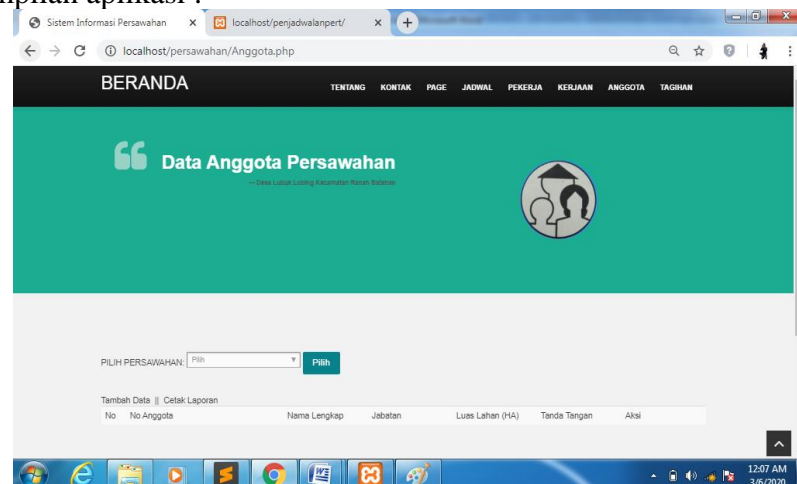 Sistem Informasi Persawahan
localhost/penjadwalanpert/
localhost/persawahan/Anggota.php
BERANDA
TENTANG KONTAK PAGE JADWAL PEKERJA KERJAAN ANGGOTA TAGIHAN
Data Anggota Persawahan
PILIH PERSAWAHAN: Pilih Pilih
Tambah Data || Cetak Laporan
No No Anggota Nama Lengkap Jabatan Luas Lahan (HA) Tanda Tangan Aksi
12:07 AM
3/6/2020